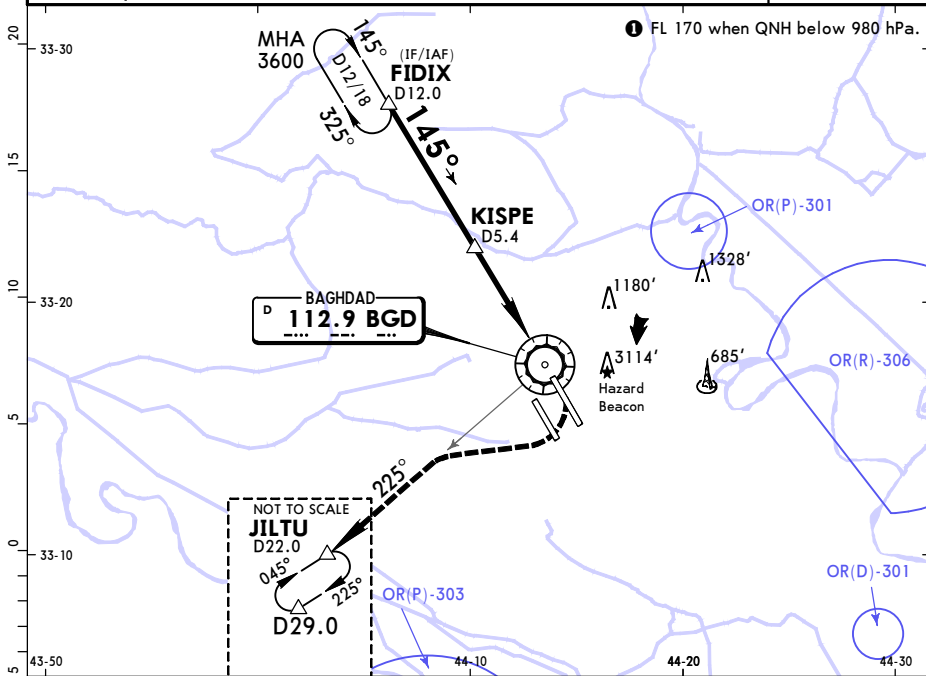 ❶ FL 170 when QNH below 980 hPa.
20
33-30
MHA
3600
145°
D12/18
325°
(IF/IAF)
FIDIX
D12.0
145°
15
KISPE
D5.4
OR(P)-301
1328'
1180'
10
33-20
BAGHDAD
D
112.9 BGD
3114'
Hazard
Beacon
685'
OR(R)-306
5
225°
NOT TO SCALE
JILTU
D22.0
045°
225°
D29.0
0
33-10
OR(P)-303
OR(D)-301
5
43-50
44-10
44-20
44-30